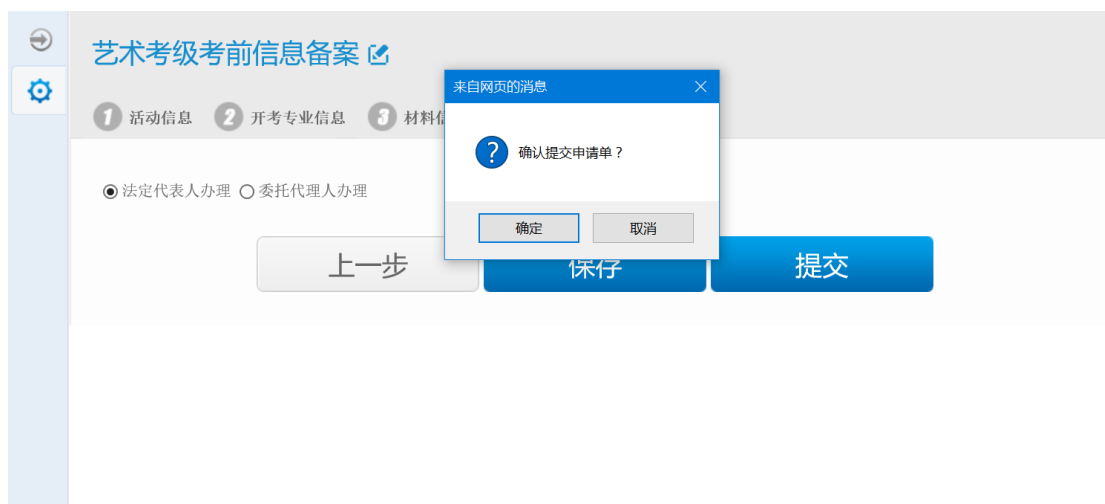 艺术考级考前信息备案
来自网页的消息
1 活动信息 2 开考专业信息 3 材料信
? 确认提交申请单？
法定代表人办理 委托代理人办理
确定 取消
上一步 保存 提交